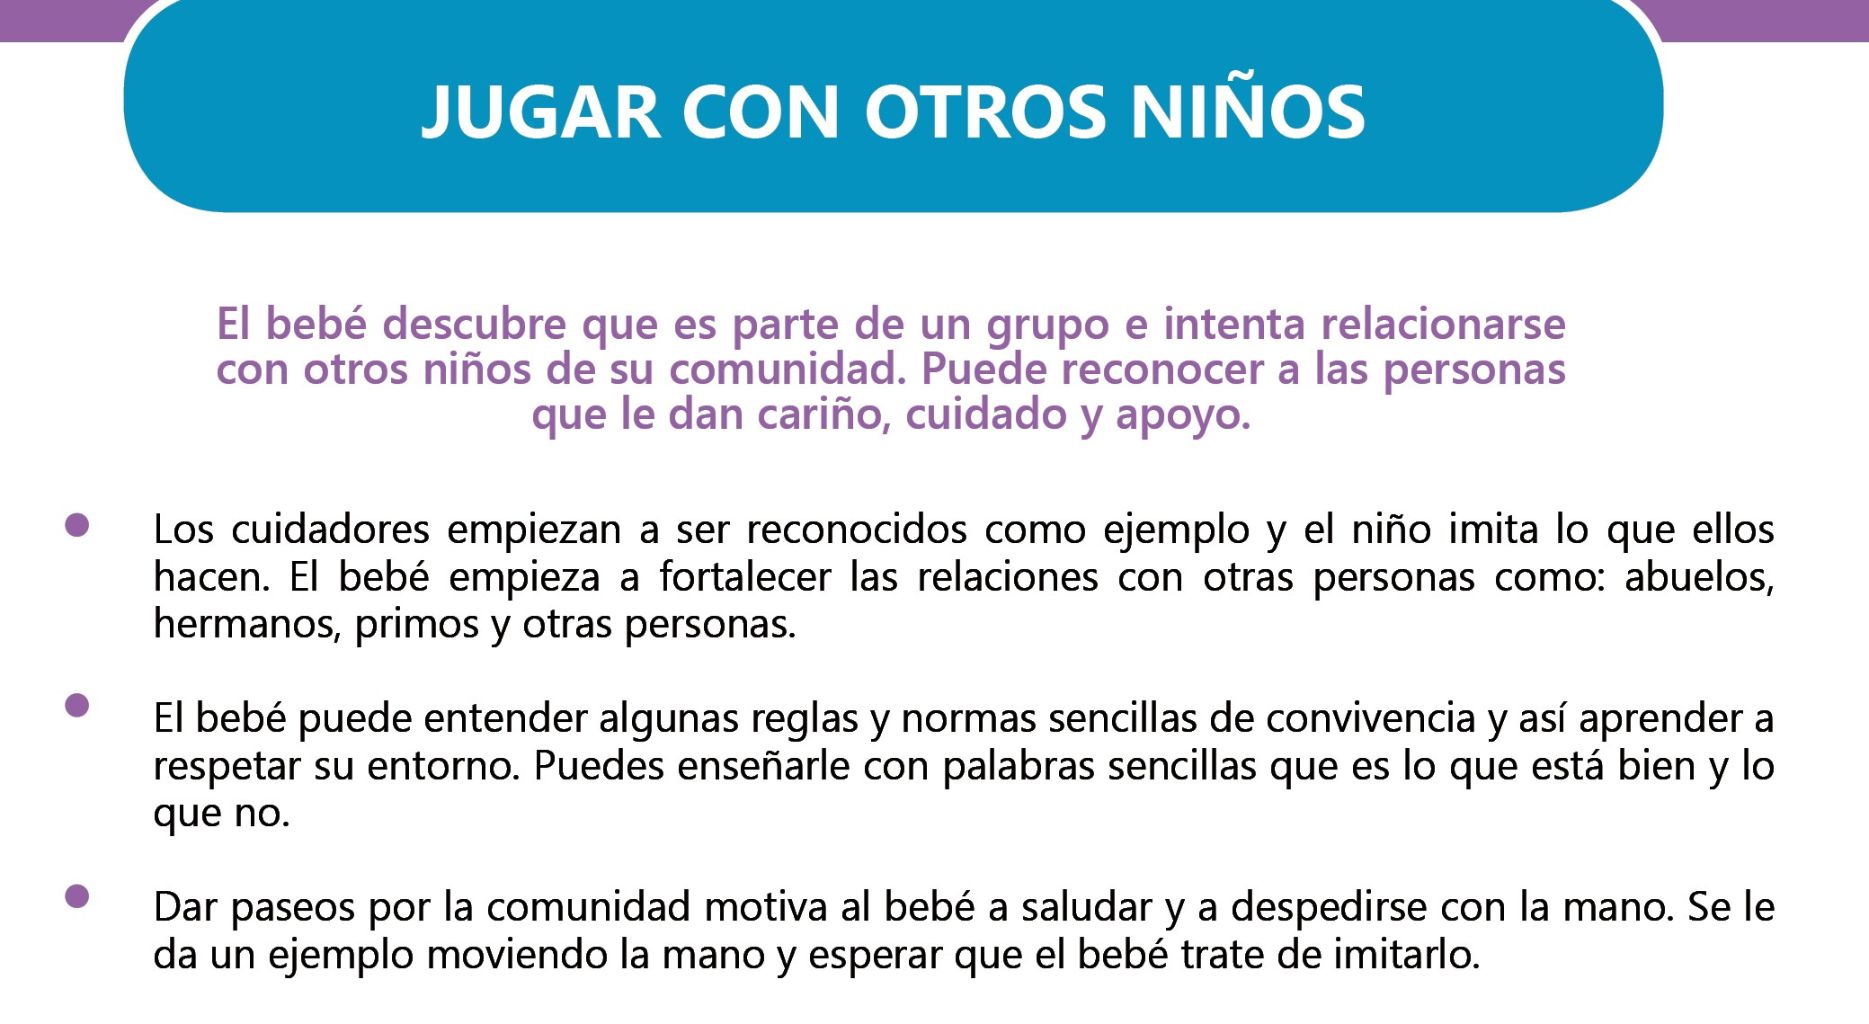 JUGAR CON OTROS NIÑOS
El bebé descubre que es parte de un grupo e intenta relacionarse
con otros niños de su comunidad. Puede reconocer a las personas
que le dan cariño, cuidado y apoyo.
Los cuidadores empiezan a ser reconocidos como ejemplo y el niño imita lo que ellos
hacen. El bebé empieza a fortalecer las relaciones con otras personas como: abuelos,
hermanos, primos y otras personas.
El bebé puede entender algunas reglas y normas sencillas de convivencia y así aprender a
respetar su entorno. Puedes enseñarle con palabras sencillas que es lo que está bien y lo
que no.
Dar paseos por la comunidad motiva al bebé a saludar y a despedirse con la mano. Se le
da un ejemplo moviendo la mano y esperar que el bebé trate de imitarlo.